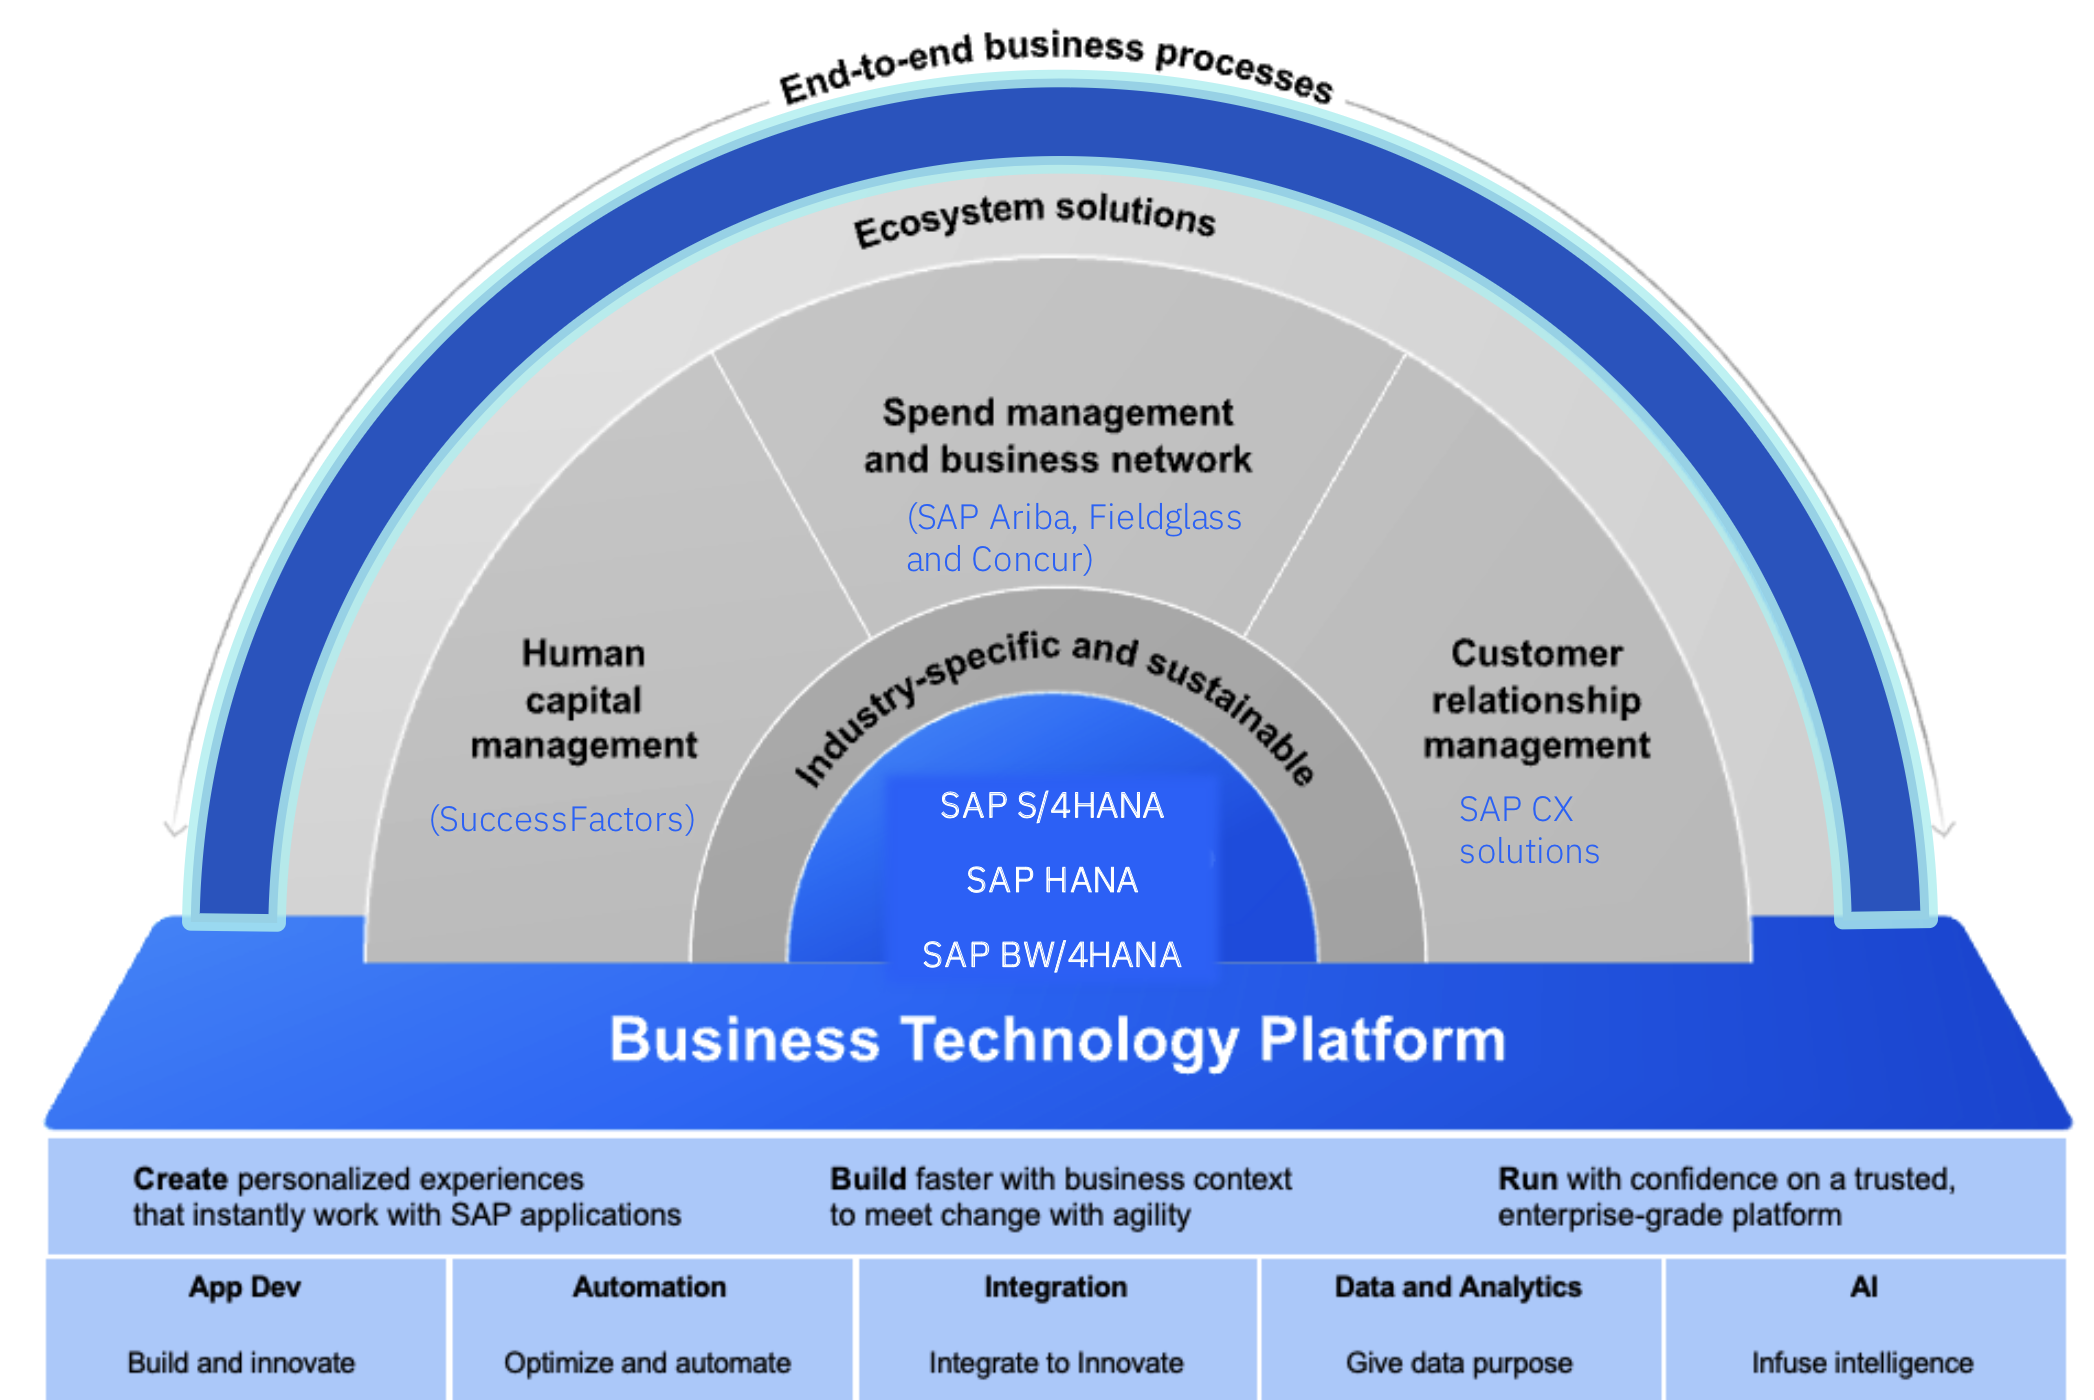 End-to-end business processes
Ecosystem solutions
Spend management
and business network
(SAP Ariba, Fieldglass
and Concur)
Human
capital
management
(SuccessFactors)
Industry-specific and sustainable
Customer
relationship
management
SAP CX
solutions
SAP S/4HANA
SAP HANA
SAP BW/4HANA
Business Technology Platform
Create personalized experiences
that instantly work with SAP applications
Build faster with business context
to meet change with agility
Run with confidence on a trusted,
enterprise-grade platform
App Dev
Build and innovate
Automation
Optimize and automate
Integration
Integrate to Innovate
Data and Analytics
Give data purpose
AI
Infuse intelligence